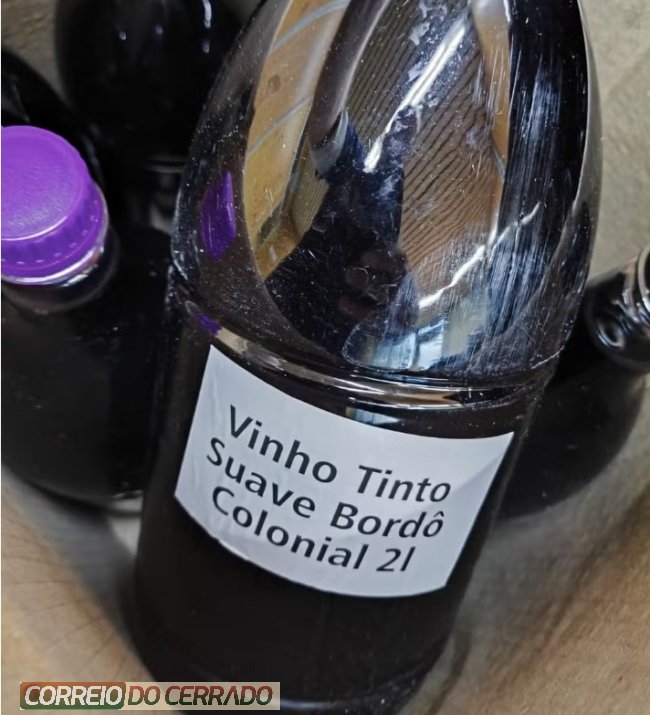 Vinho Tinto
Suave Bordô
Colonial 2l
CORREIO DO CERRADO